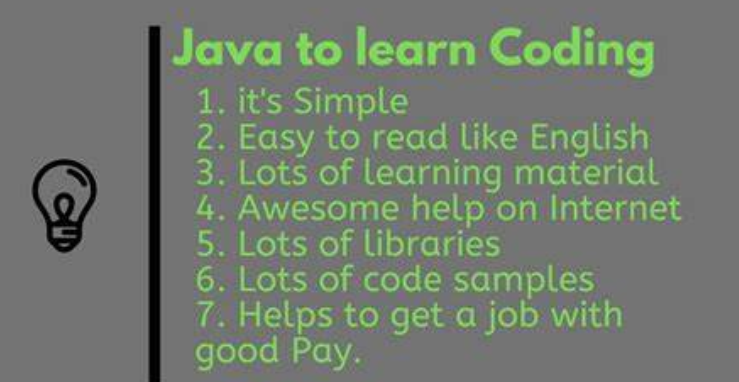 Java to learn Coding
1. it's Simple
2. Easy to read like English
3. Lots of learning material
4. Awesome help on Internet
5. Lots of libraries
6. Lots of code samples
7. Helps to get a job with
good Pay.